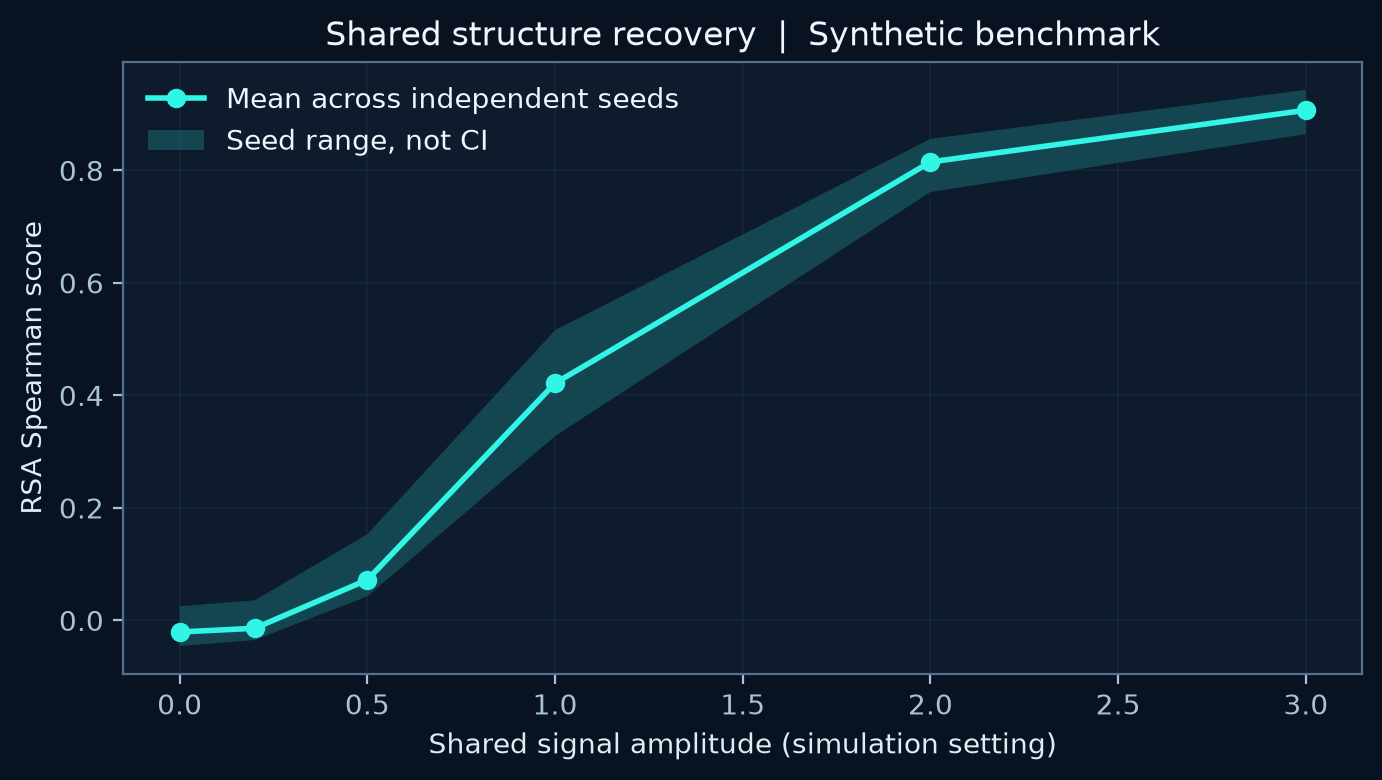 Shared structure recovery | Synthetic benchmark
Mean across independent seeds
Seed range, not CI
0.8
0.6
0.4
0.2
0.0
RSA Spearman score
0.0 0.5 1.0 1.5 2.0 2.5 3.0
Shared signal amplitude (simulation setting)